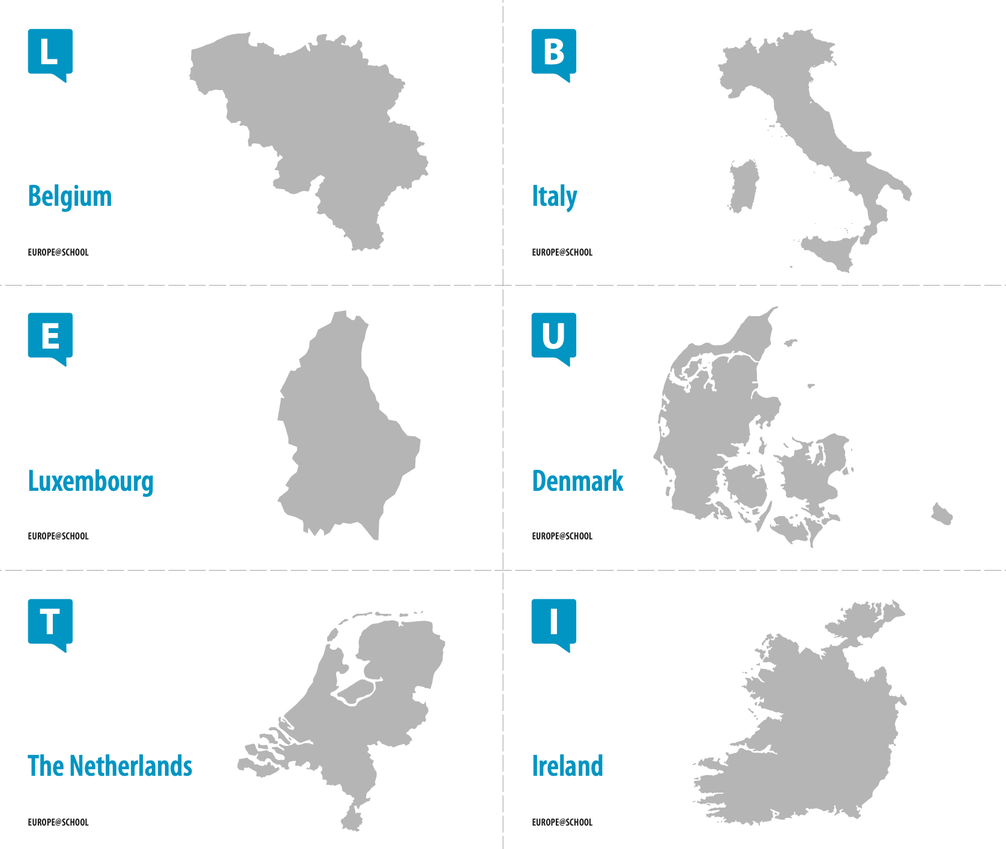 L
Belgium
EUROPE@SCHOOL
B
Italy
EUROPE@SCHOOL
E
Luxembourg
EUROPE@SCHOOL
U
Denmark
EUROPE@SCHOOL
T
The Netherlands
EUROPE@SCHOOL
I
Ireland
EUROPE@SCHOOL